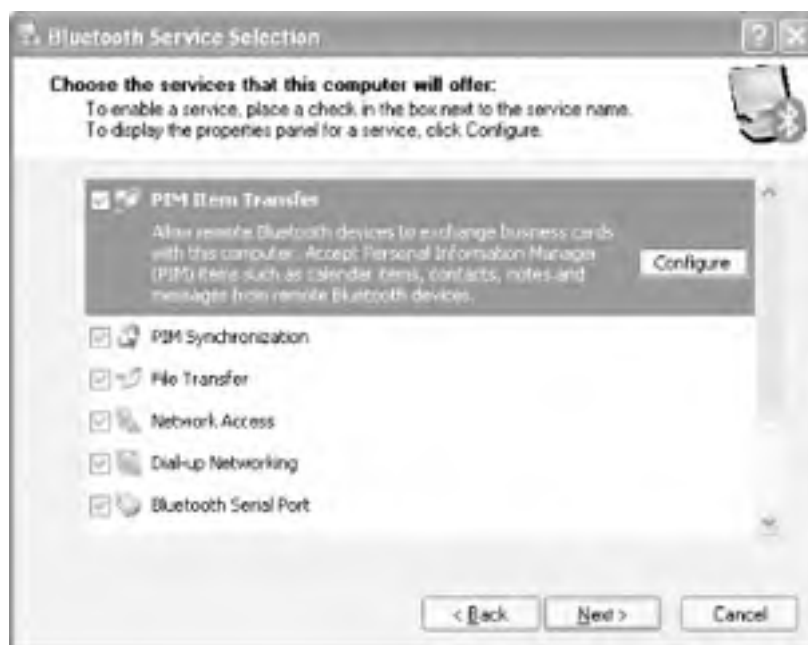 Bluetooth Service Selection
Choose the services that this computer will offer:
To enable a service, place a check in the box next to the service name.
To display the properties panel for a service, click Configure.
PIM Item Transfer
Allow remote Bluetooth devices to exchange business cards
with this computer. Accept Personal Information Manager
(PIM) items such as calendar items, contacts, notes and
messages from remote Bluetooth devices.
Configure
PIM Synchronization
File Transfer
Network Access
Dial-up Networking
Bluetooth Serial Port
< Back
Next >
Cancel